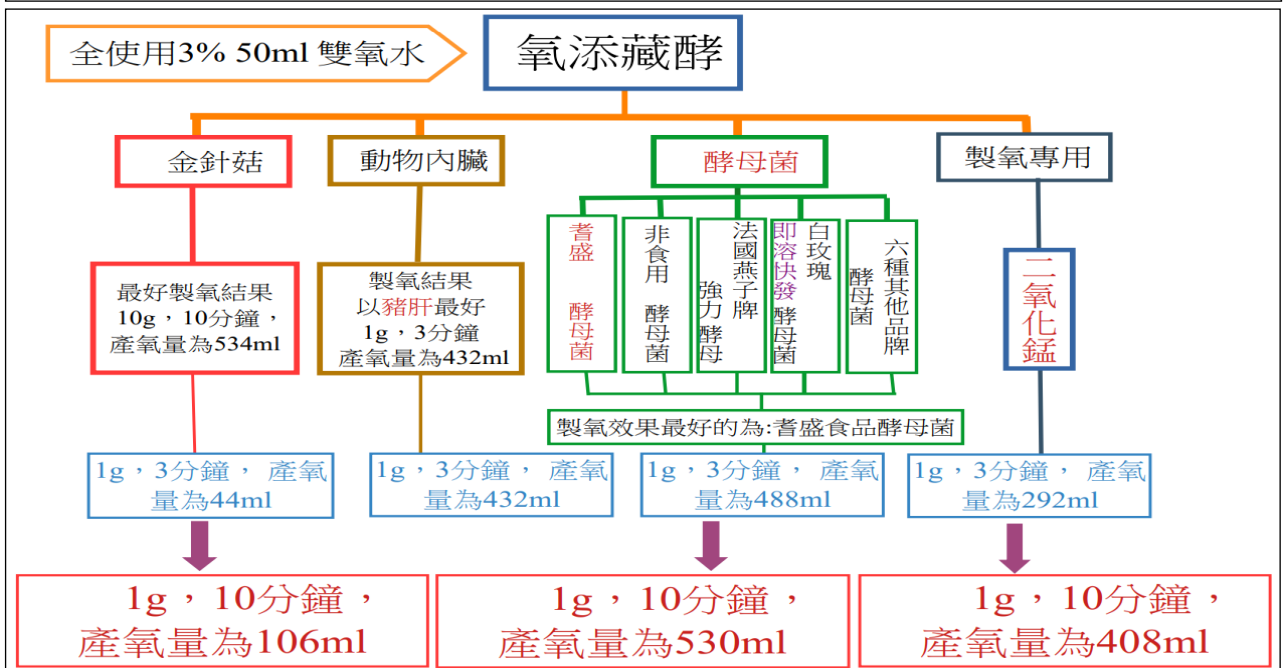 全使用3% 50ml 雙氧水
氧添藏酵
金針菇
動物內臟
酵母菌
製氧專用
最好製氧結果
10g，10分鐘，
產氧量為534ml
製氧結果
以豬肝最好
1g，3分鐘
產氧量為432ml
耆盛 酵母菌
非食用 酵母菌
法國燕子牌
強力 酵母
白玫瑰
即溶快發 酵母菌
六種其他品牌
酵母菌
二氧化錳
製氧效果最好的為:耆盛食品酵母菌
1g，3分鐘， 產氧
量為44ml
1g，3分鐘， 產氧
量為432ml
1g，3分鐘， 產氧
量為488ml
1g，3分鐘， 產氧
量為292ml
1g，10分鐘，
產氧量為106ml
1g，10分鐘，
產氧量為530ml
1g，10分鐘，
產氧量為408ml